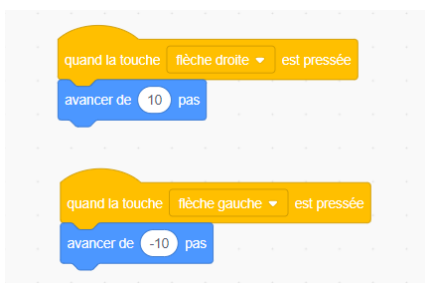 quand la touche flèche droite est pressée
avancer de 10 pas
quand la touche flèche gauche est pressée
avancer de -10 pas